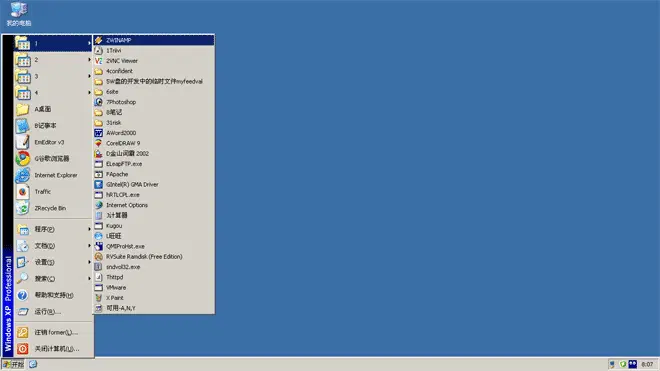 我的电脑
1
2
3
4
A桌面
B记事本
EmEditor v3
G谷歌浏览器
Internet Explorer
Traffic
ZRecycle Bin
程序(P)
文档(D)
设置(S)
搜索(C)
帮助和支持(H)
运行(R)...
注销 former(L)...
关闭计算机(U)...
Windows XP Professional
2WINAMP
1Trivi
2VNC Viewer
4confident
5W盘的开发中的临时文件myfeedval
6site
7Photoshop
8笔记
31risk
AWord2000
CorelDRAW 9
D金山词霸 2002
ELeapFTP.exe
FApache
GIntel(R) GMA Driver
hRTLCPL.exe
Internet Options
J计算器
Kugou
L旺旺
QMIProHst.exe
RVSuite Ramdisk (Free Edition)
sndvol32.exe
Thttpd
VMware
X Paint
可用-A,N,Y
开始
8:07